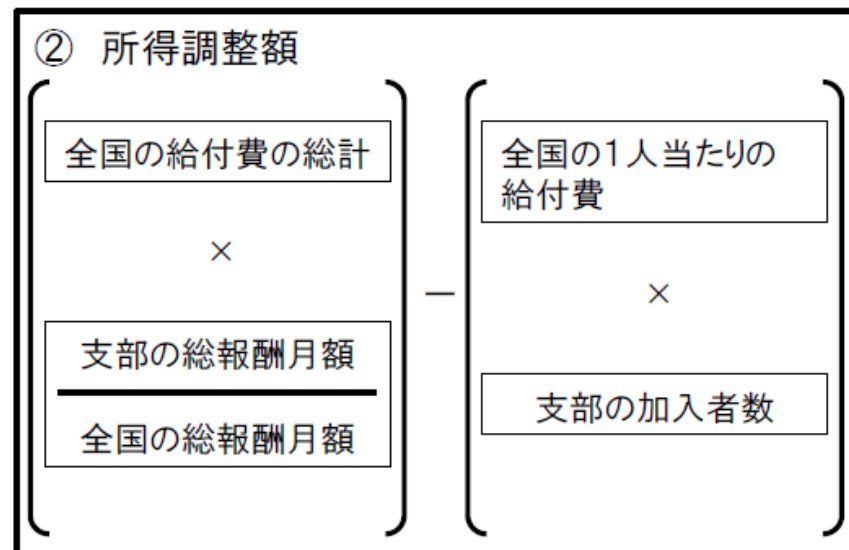 ② 所得調整額
全国の給付費の総計
×
支部の総報酬月額
全国の総報酬月額
－
全国の1人当たりの
給付費
×
支部の加入者数